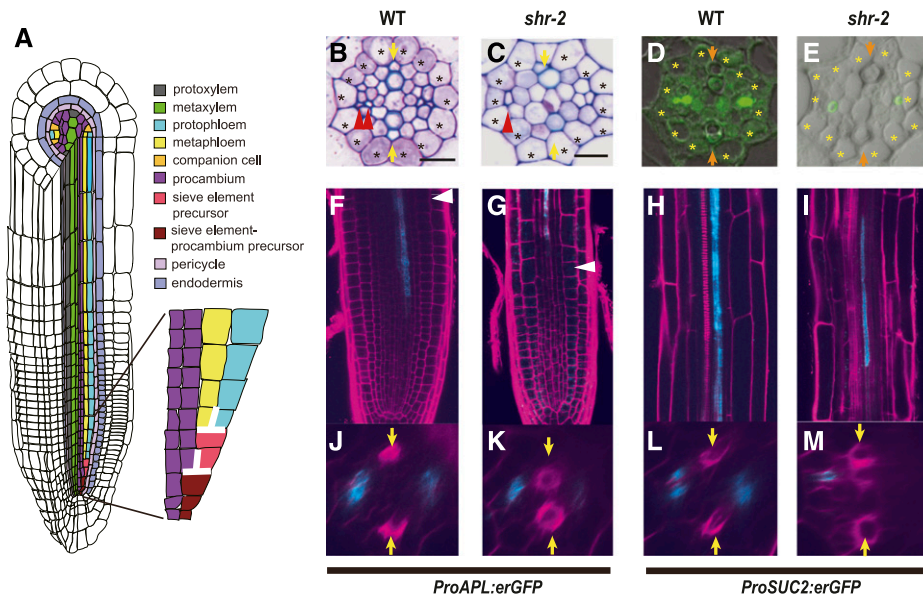 A
protoxylem
metaxylem
protophloem
metaphloem
companion cell
procambium
sieve element
precursor
sieve element-
procambium precursor
pericycle
endodermis
WT
shr-2
WT
shr-2
B
C
D
E
F
G
H
I
J
K
L
M
ProAPL:erGFP
ProSUC2:erGFP